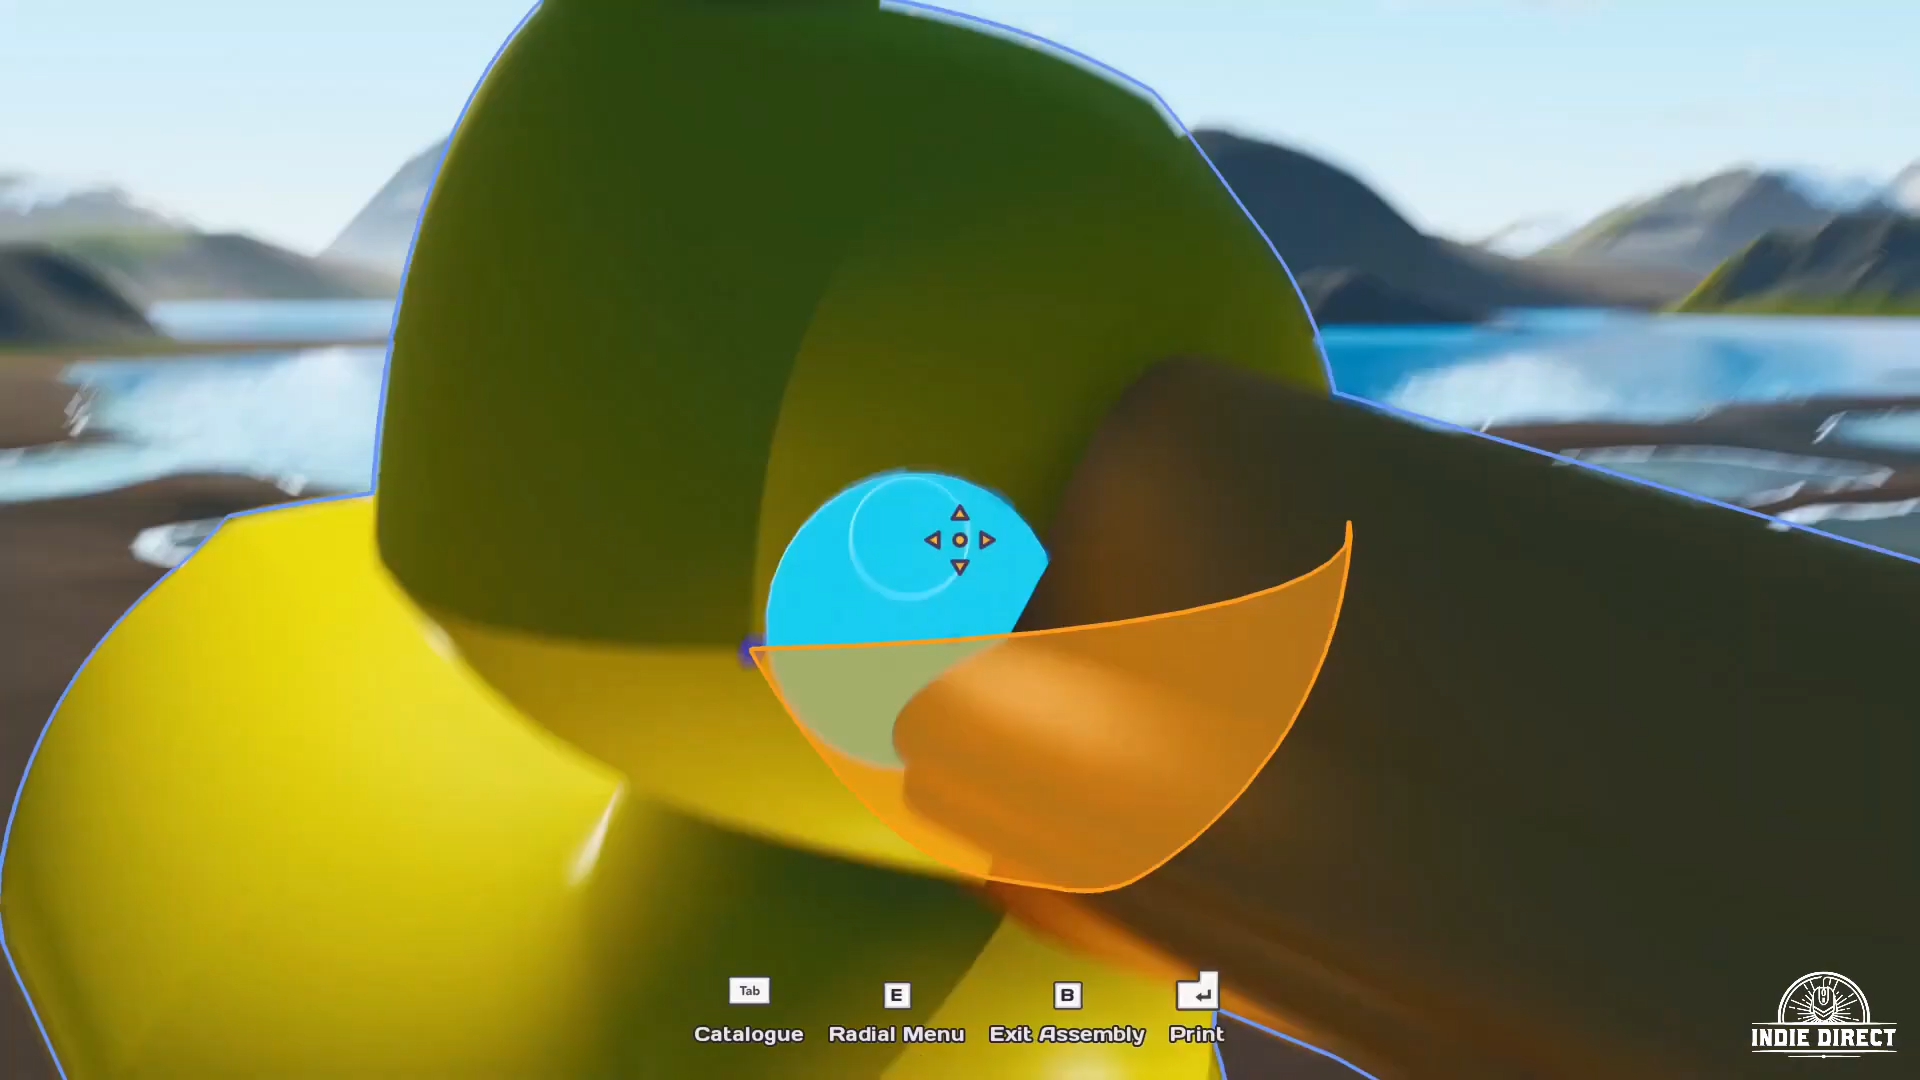 Tab
E
B
Catalogue
Radial Menu
Exit Assembly
Print
INDIE DIRECT